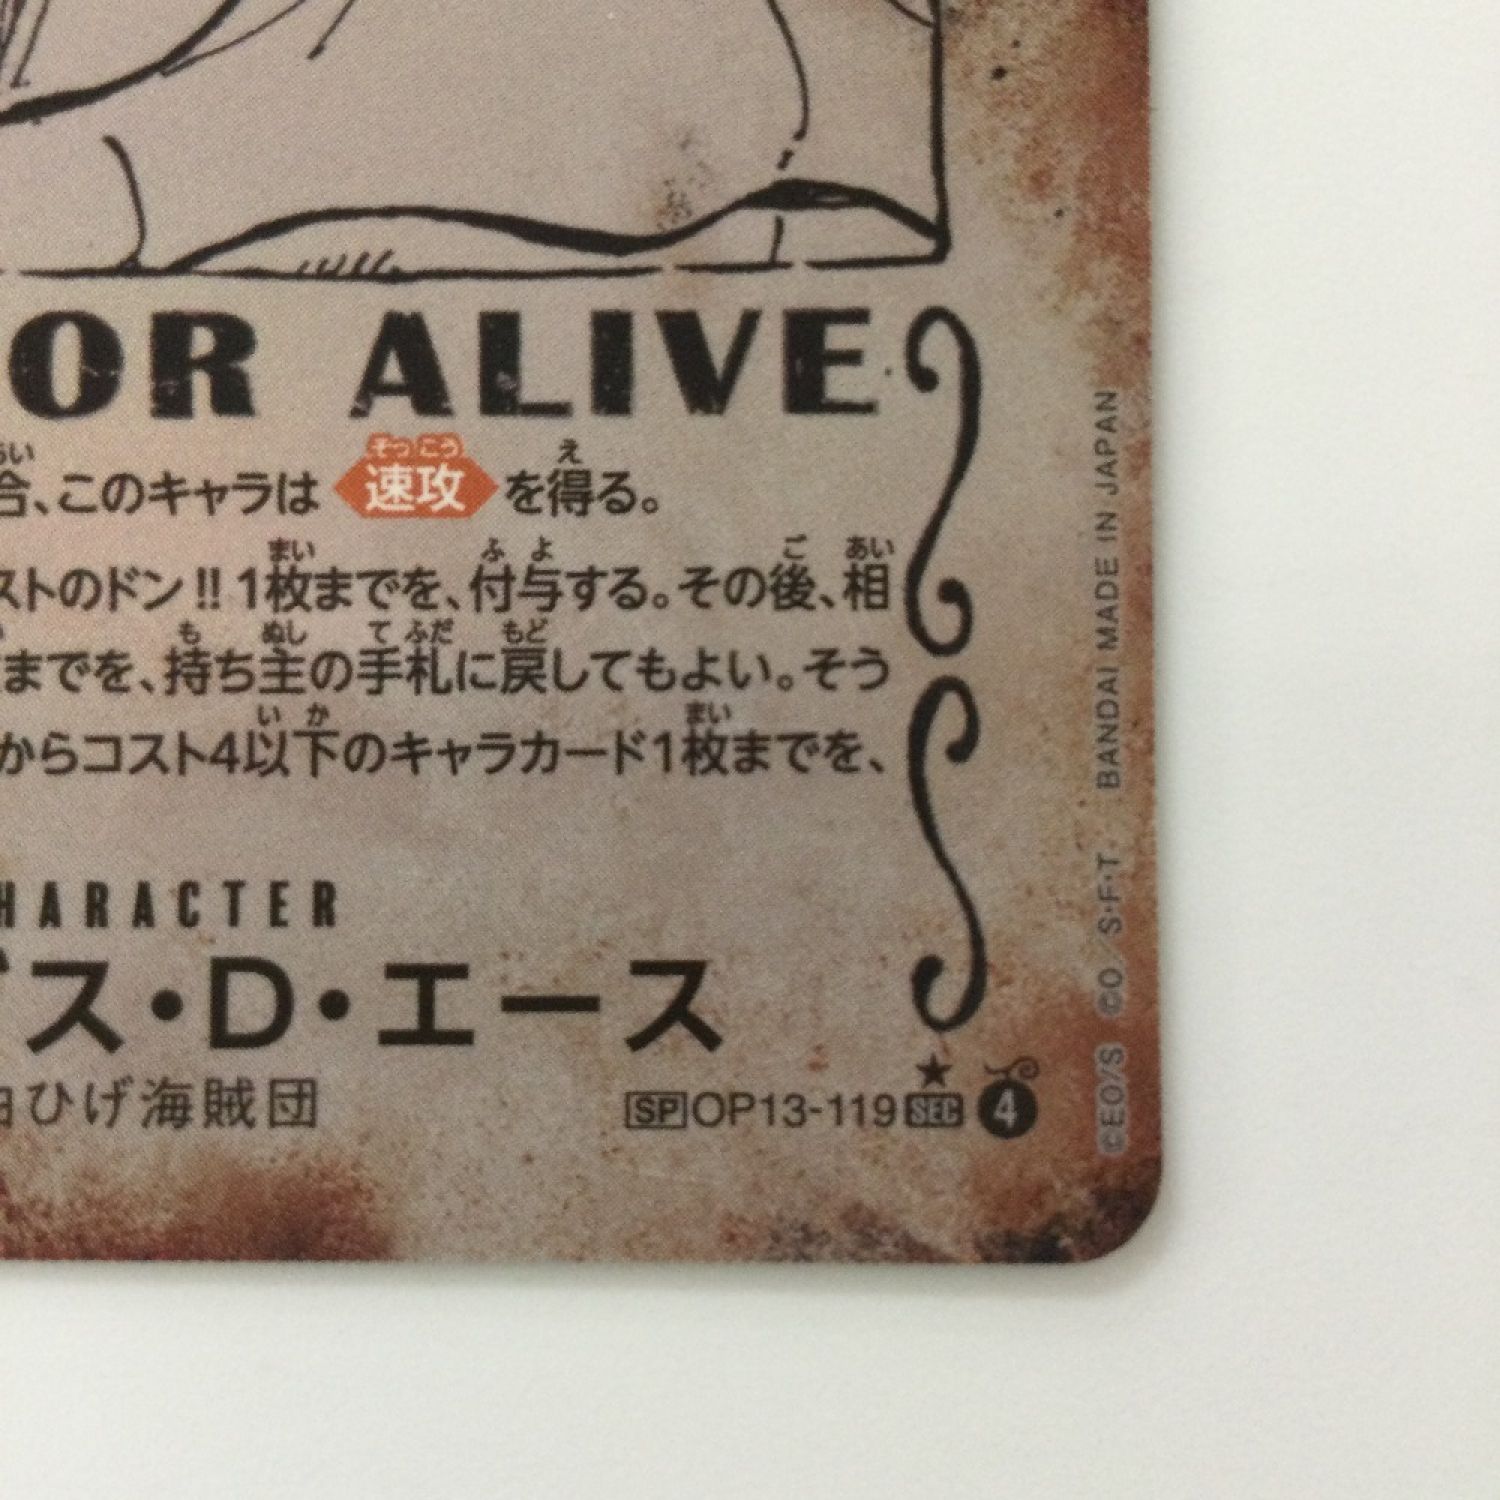 OR ALIVE
合、このキャラは 速攻 を得る。
ストのドン!! 1枚までを、付与する。その後、相
までを、持ち主の手札に戻してもよい。そう
からコスト4以下のキャラカード1枚までを、
HARACTER
ス・D・エース
ひげ海賊団
SP OP13-119 SEC 4
©EO/S ©O/S・F・T BANDAI MADE IN JAPAN